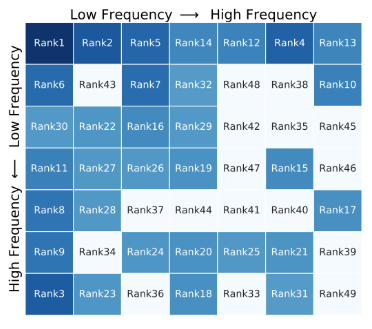 Low Frequency ⟶ High Frequency
High Frequency ⟵ Low Frequency
Rank1 Rank2 Rank5 Rank14 Rank12 Rank4 Rank13
Rank6 Rank43 Rank7 Rank32 Rank48 Rank38 Rank10
Rank30 Rank22 Rank16 Rank29 Rank42 Rank35 Rank45
Rank11 Rank27 Rank26 Rank19 Rank47 Rank15 Rank46
Rank8 Rank28 Rank37 Rank44 Rank41 Rank40 Rank17
Rank9 Rank34 Rank24 Rank20 Rank25 Rank21 Rank39
Rank3 Rank23 Rank36 Rank18 Rank33 Rank31 Rank49